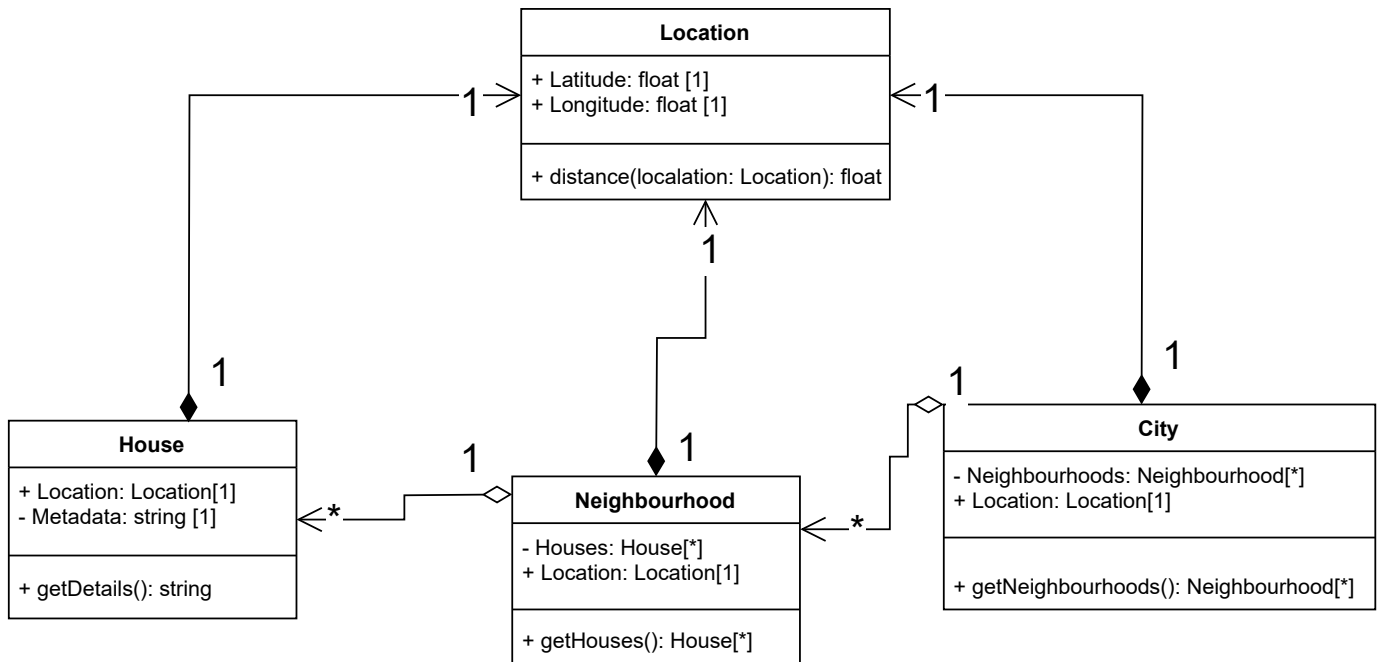 Location
+ Latitude: float [1]
+ Longitude: float [1]
+ distance(localation: Location): float
1
1
1
1
1
1
House
+ Location: Location[1]
- Metadata: string [1]
+ getDetails(): string
1
*
1
Neighbourhood
- Houses: House[*]
+ Location: Location[1]
+ getHouses(): House[*]
1
*
City
- Neighbourhoods: Neighbourhood[*]
+ Location: Location[1]
+ getNeighbourhoods(): Neighbourhood[*]